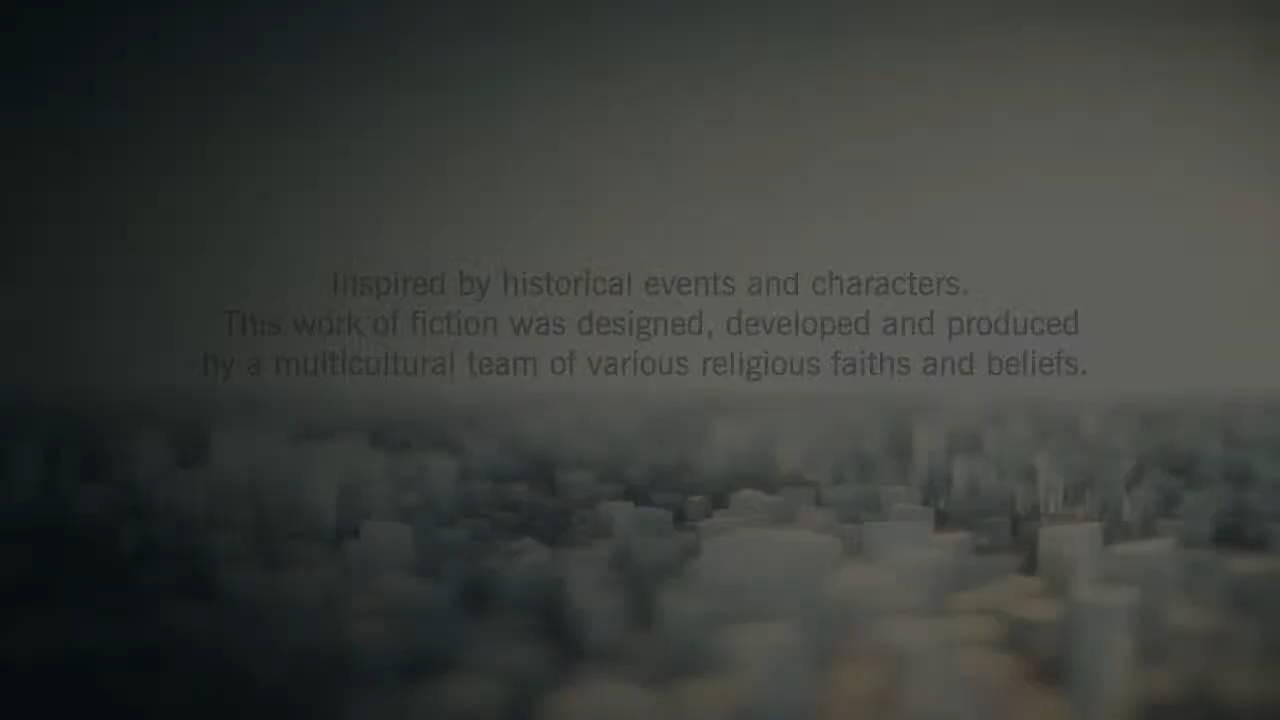 Inspired by historical events and characters.
This work of fiction was designed, developed and produced
by a multicultural team of various religious faiths and beliefs.